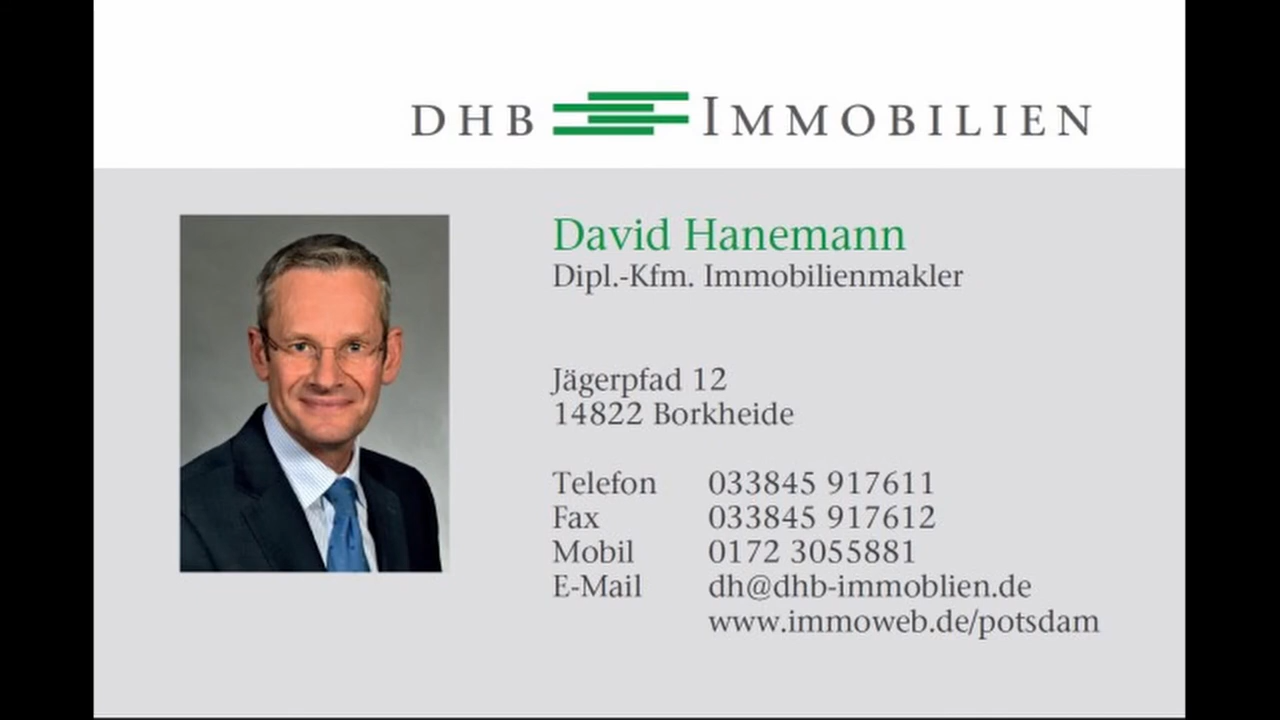 DHB IMMOBILIEN
David Hanemann
Dipl.-Kfm. Immobilienmakler
Jägerpfad 12
14822 Borkheide
Telefon 033845 917611
Fax 033845 917612
Mobil 0172 3055881
E-Mail dh@dhb-immoblien.de
www.immoweb.de/potsdam